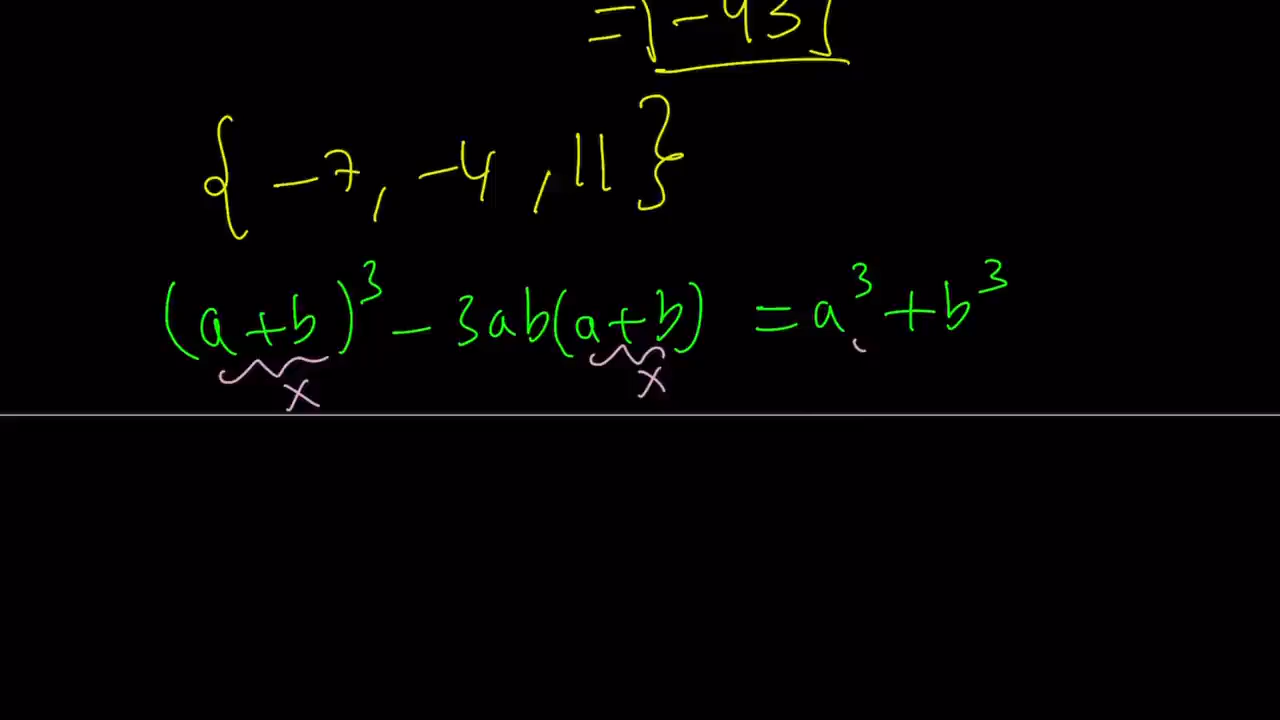 = -93
{ -7, -4, 11 }
(a+b)³ - 3ab(a+b) = a³ + b³
x x